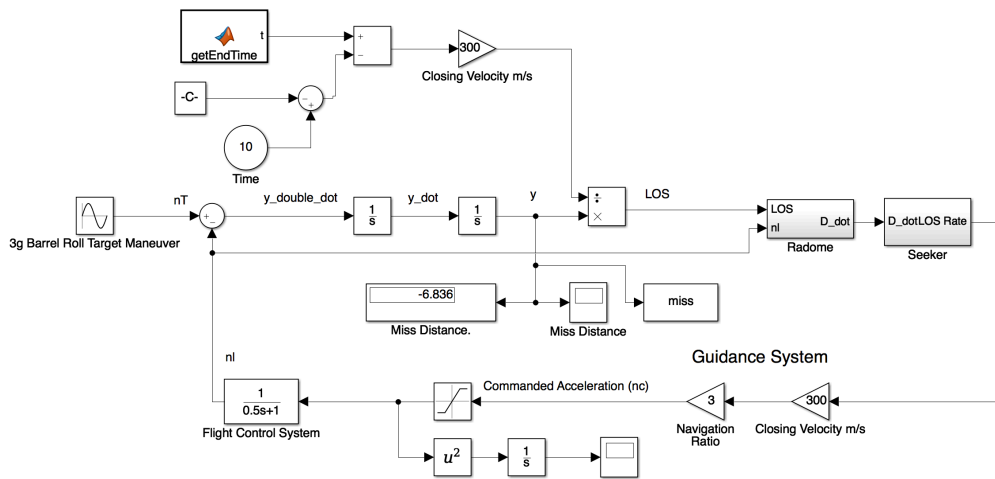 t
getEndTime
+
−
300
Closing Velocity m/s
-C-
−
+
10
Time
nT
+
−
3g Barrel Roll Target Maneuver
y_double_dot
1
s
y_dot
1
s
y
÷
×
LOS
LOS
nl
D_dot
Radome
D_dot
LOS Rate
Seeker
-6.836
Miss Distance.
Miss Distance
miss
Guidance System
nl
1
0.5s+1
Flight Control System
Commanded Acceleration (nc)
3
Navigation
Ratio
300
Closing Velocity m/s
u²
1
s